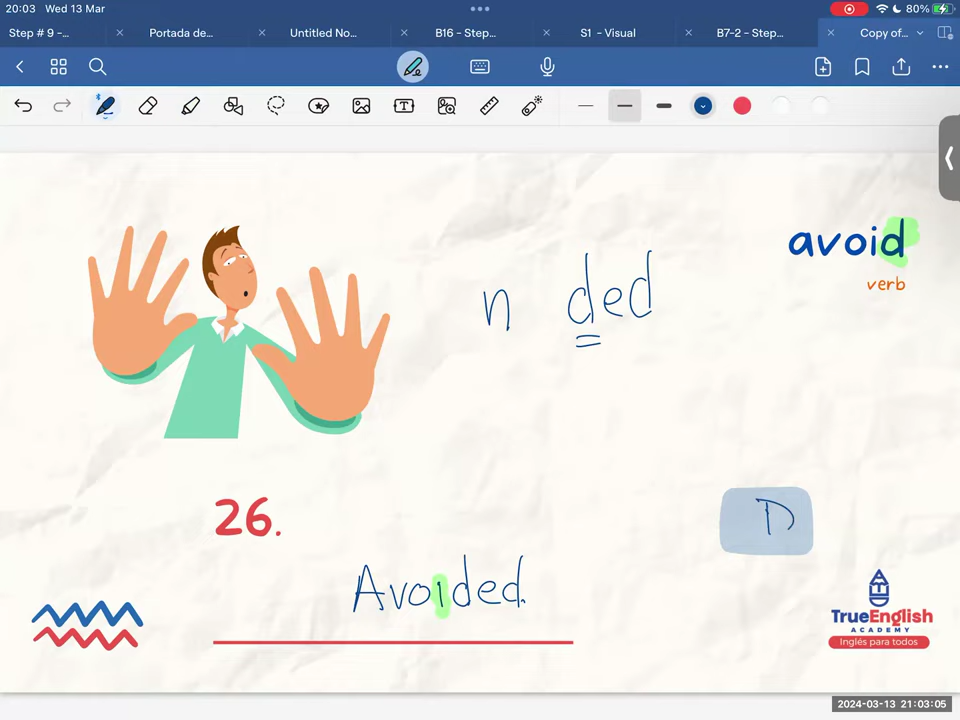 20:03 Wed 13 Mar
80%
Step # 9 –...
Portada de...
Untitled No...
B16 – Step...
S1 – Visual
B7-2 – Step...
Copy of...
avoid
verb
n ded
26.
D
Avoided
TrueEnglish
ACADEMY
Inglés para todos
2024-03-13 21:03:05